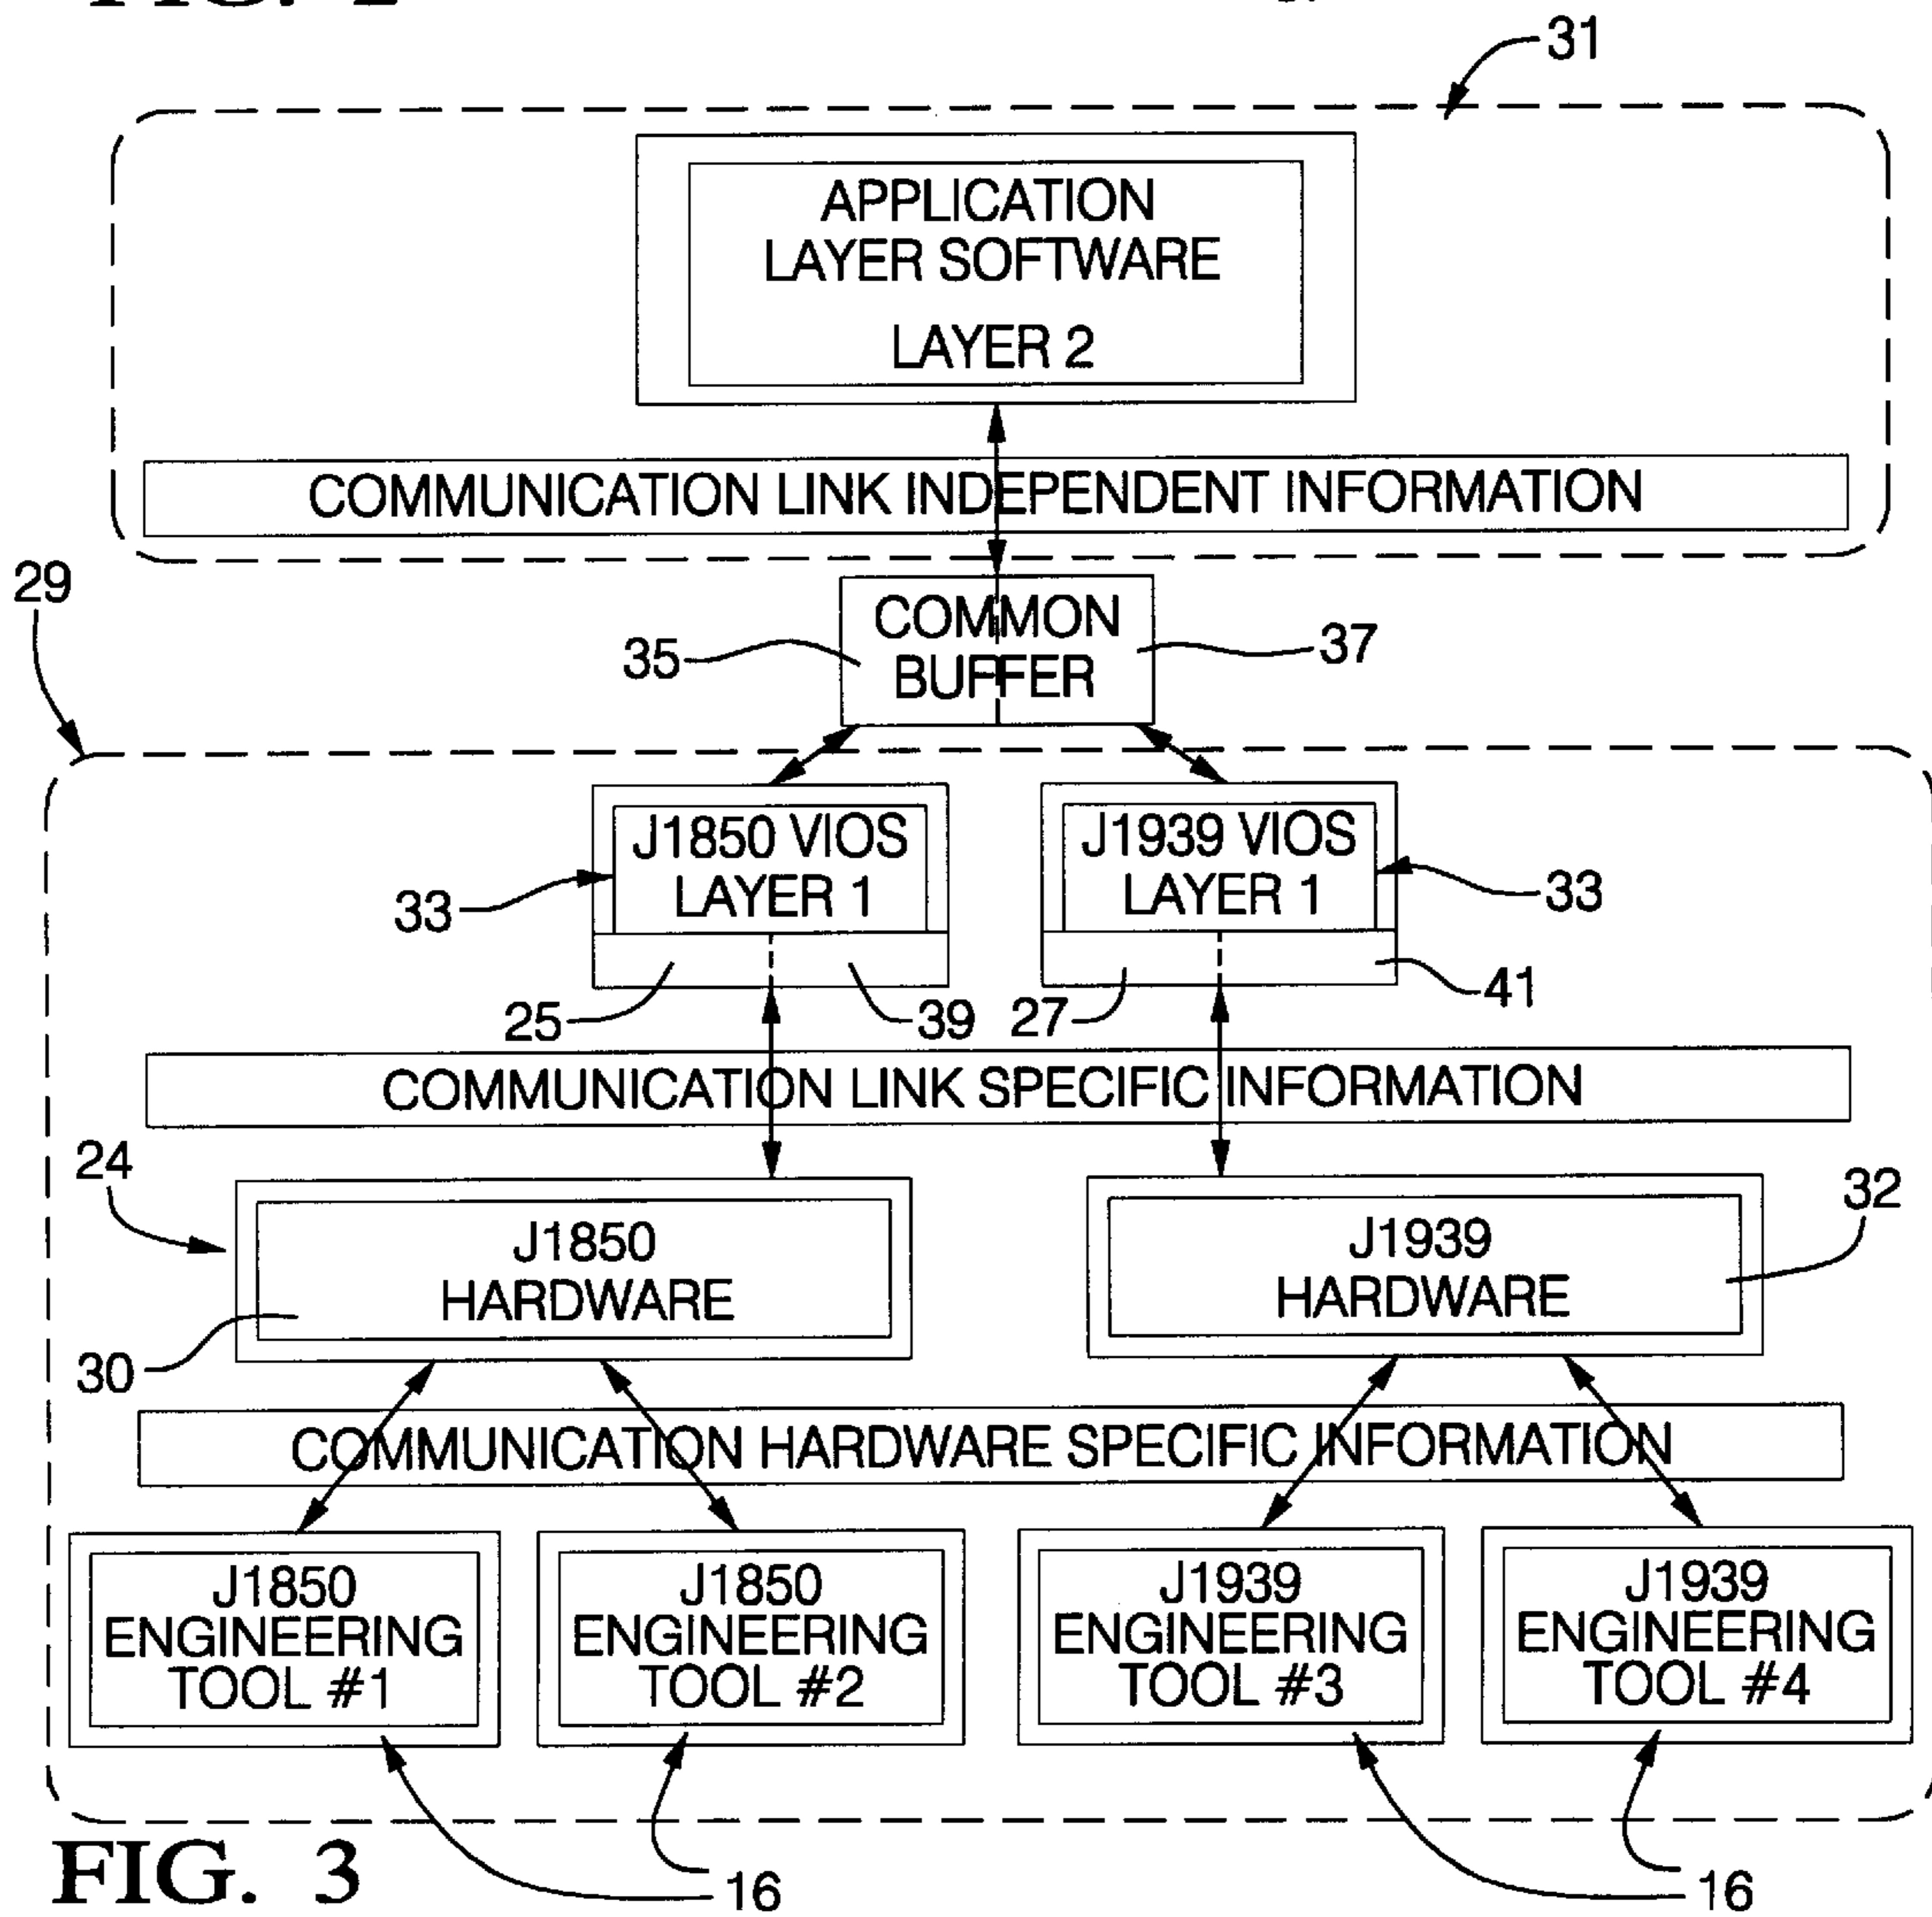 31
APPLICATION
LAYER SOFTWARE
LAYER 2
COMMUNICATION LINK INDEPENDENT INFORMATION
29
COMMON
BUFFER
35
37
J1850 VIOS
LAYER 1
J1939 VIOS
LAYER 1
33
33
25
39
27
41
COMMUNICATION LINK SPECIFIC INFORMATION
24
J1850
HARDWARE
J1939
HARDWARE
32
30
COMMUNICATION HARDWARE SPECIFIC INFORMATION
J1850
ENGINEERING
TOOL #1
J1850
ENGINEERING
TOOL #2
J1939
ENGINEERING
TOOL #3
J1939
ENGINEERING
TOOL #4
FIG. 3
16
16